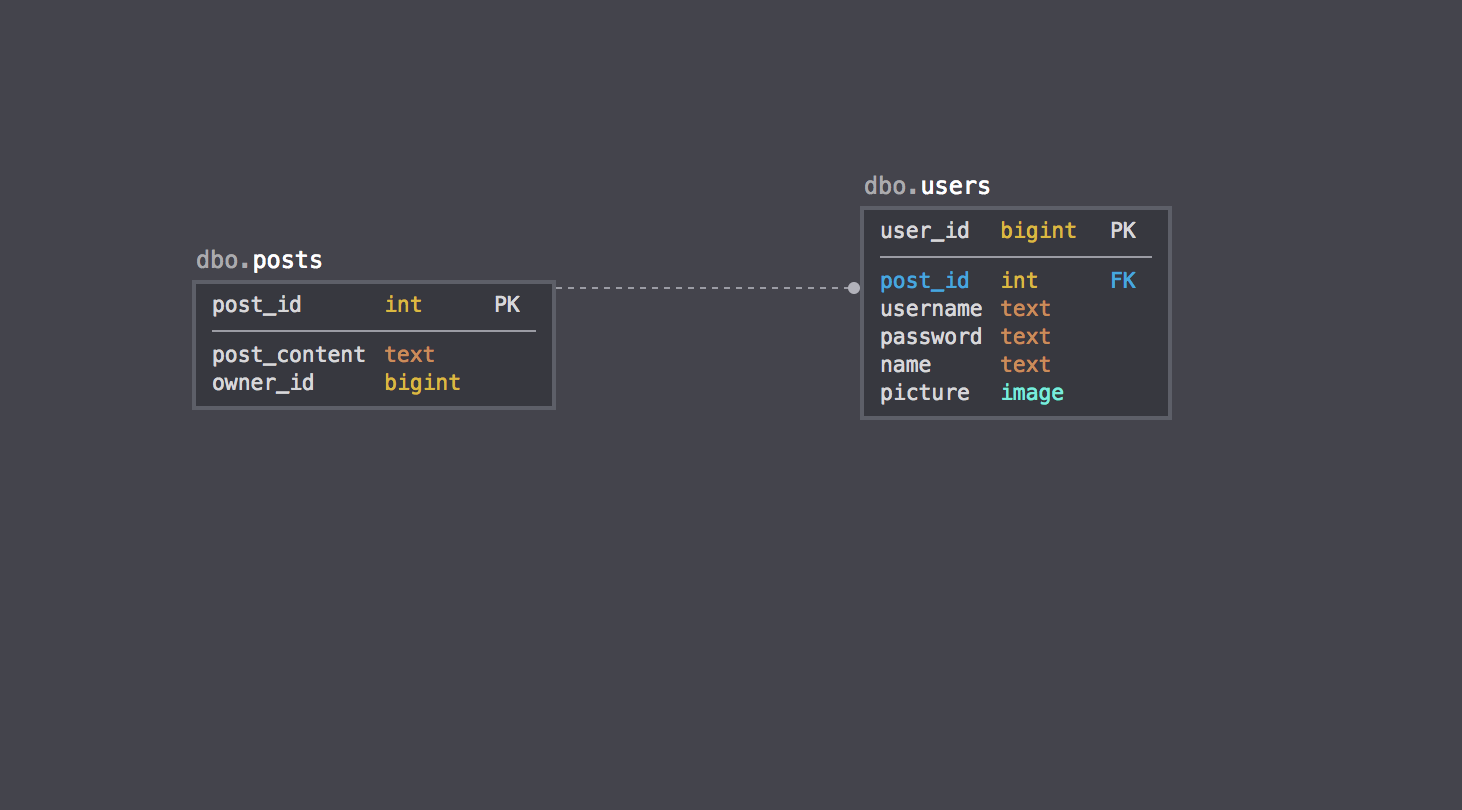 dbo.posts
post_id int PK
post_content text
owner_id bigint
dbo.users
user_id bigint PK
post_id int FK
username text
password text
name text
picture image